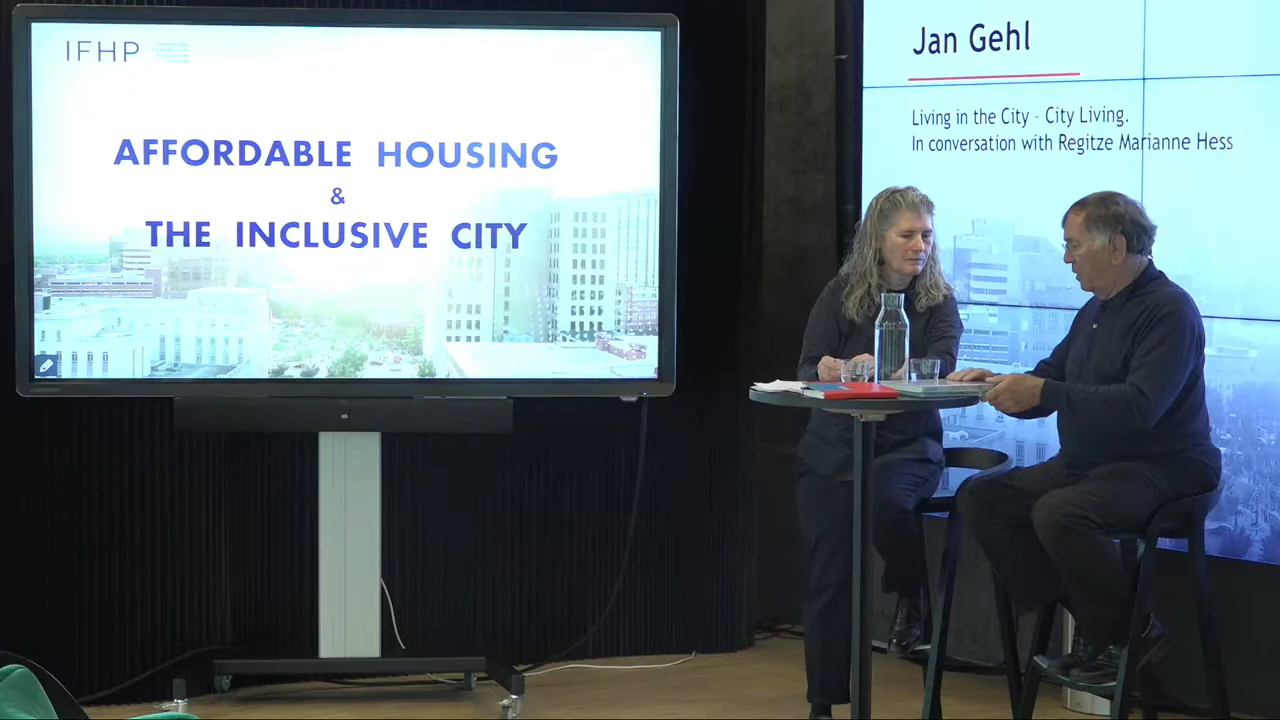 IFHP
AFFORDABLE HOUSING
&
THE INCLUSIVE CITY
Jan Gehl
Living in the City - City Living.
In conversation with Regitze Marianne Hess